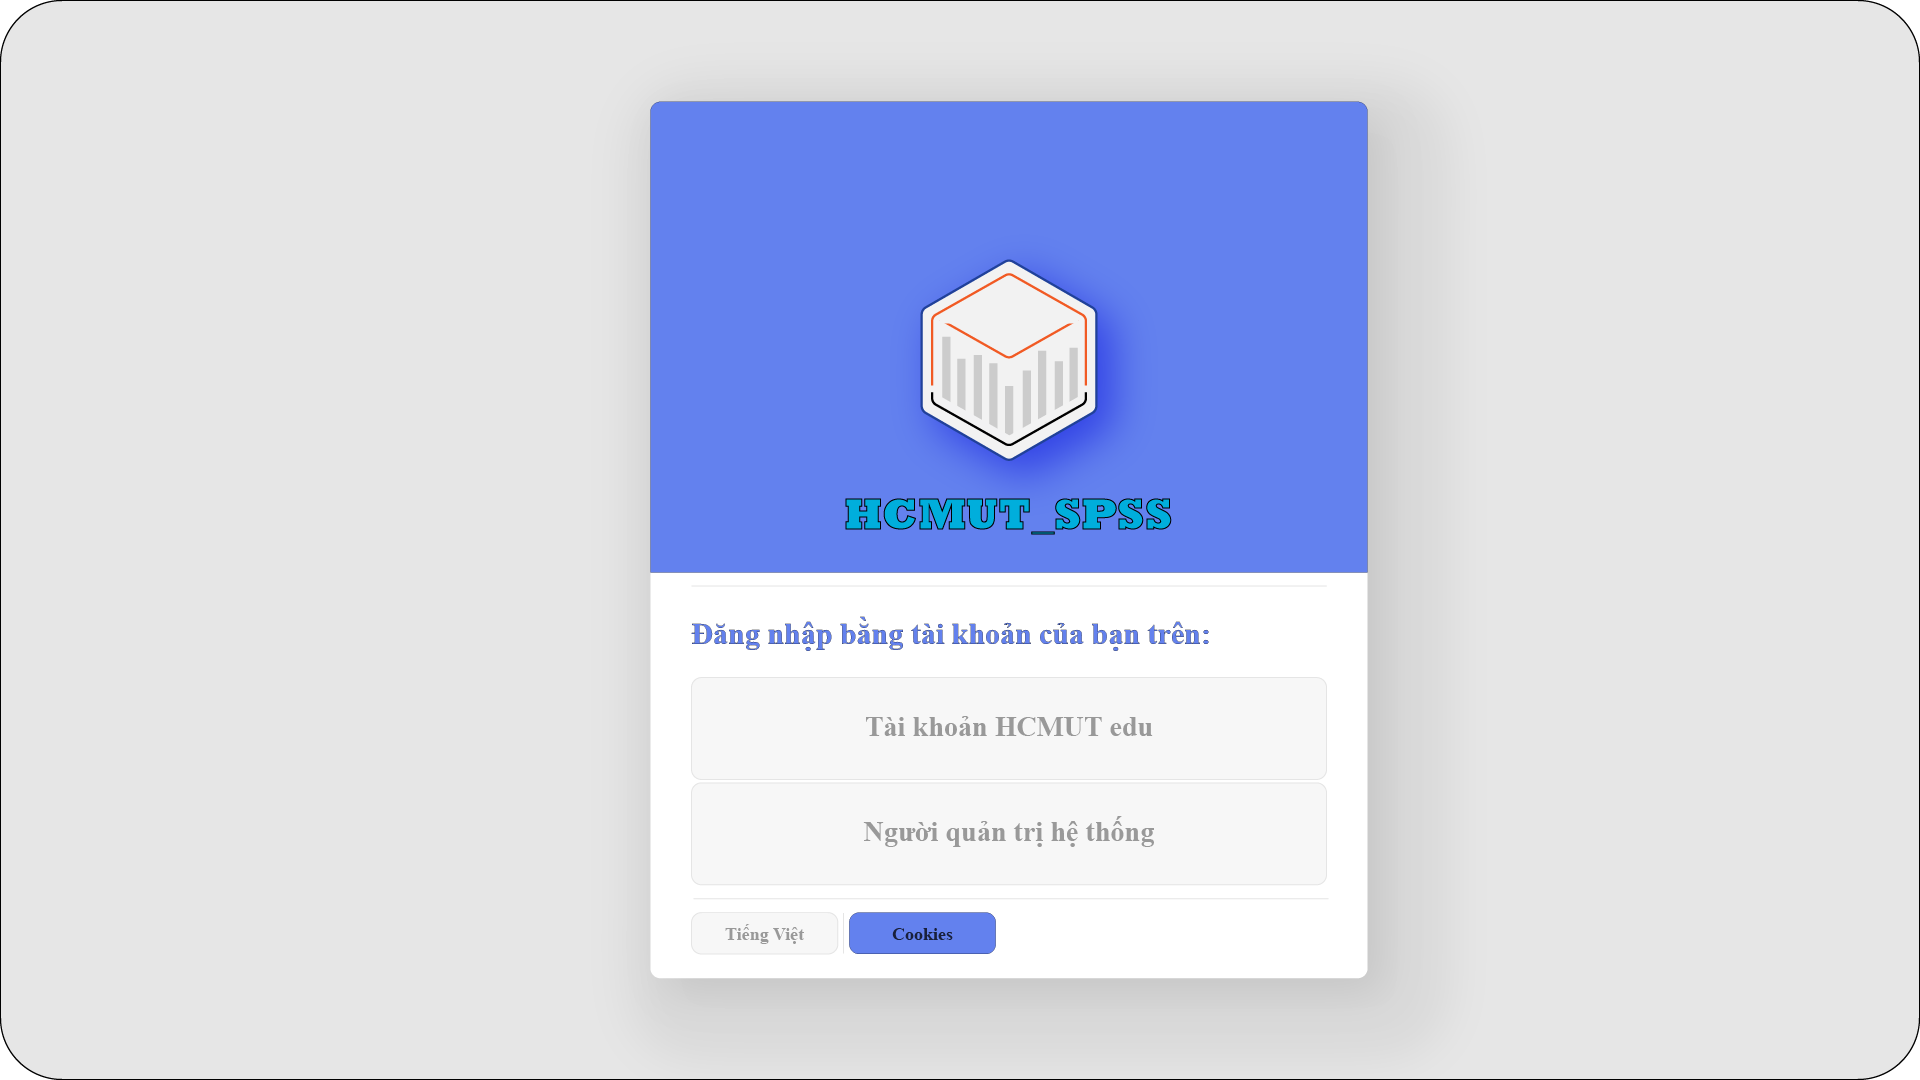 HCMUT_SPSS
Đăng nhập bằng tài khoản của bạn trên:
Tài khoản HCMUT edu
Người quản trị hệ thống
Tiếng Việt
Cookies